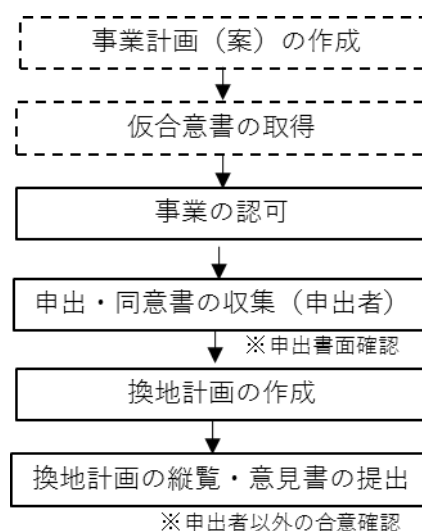 事業計画（案）の作成
仮合意書の取得
事業の認可
申出・同意書の収集（申出者）
※申出書面確認
換地計画の作成
換地計画の縦覧・意見書の提出
※申出者以外の合意確認